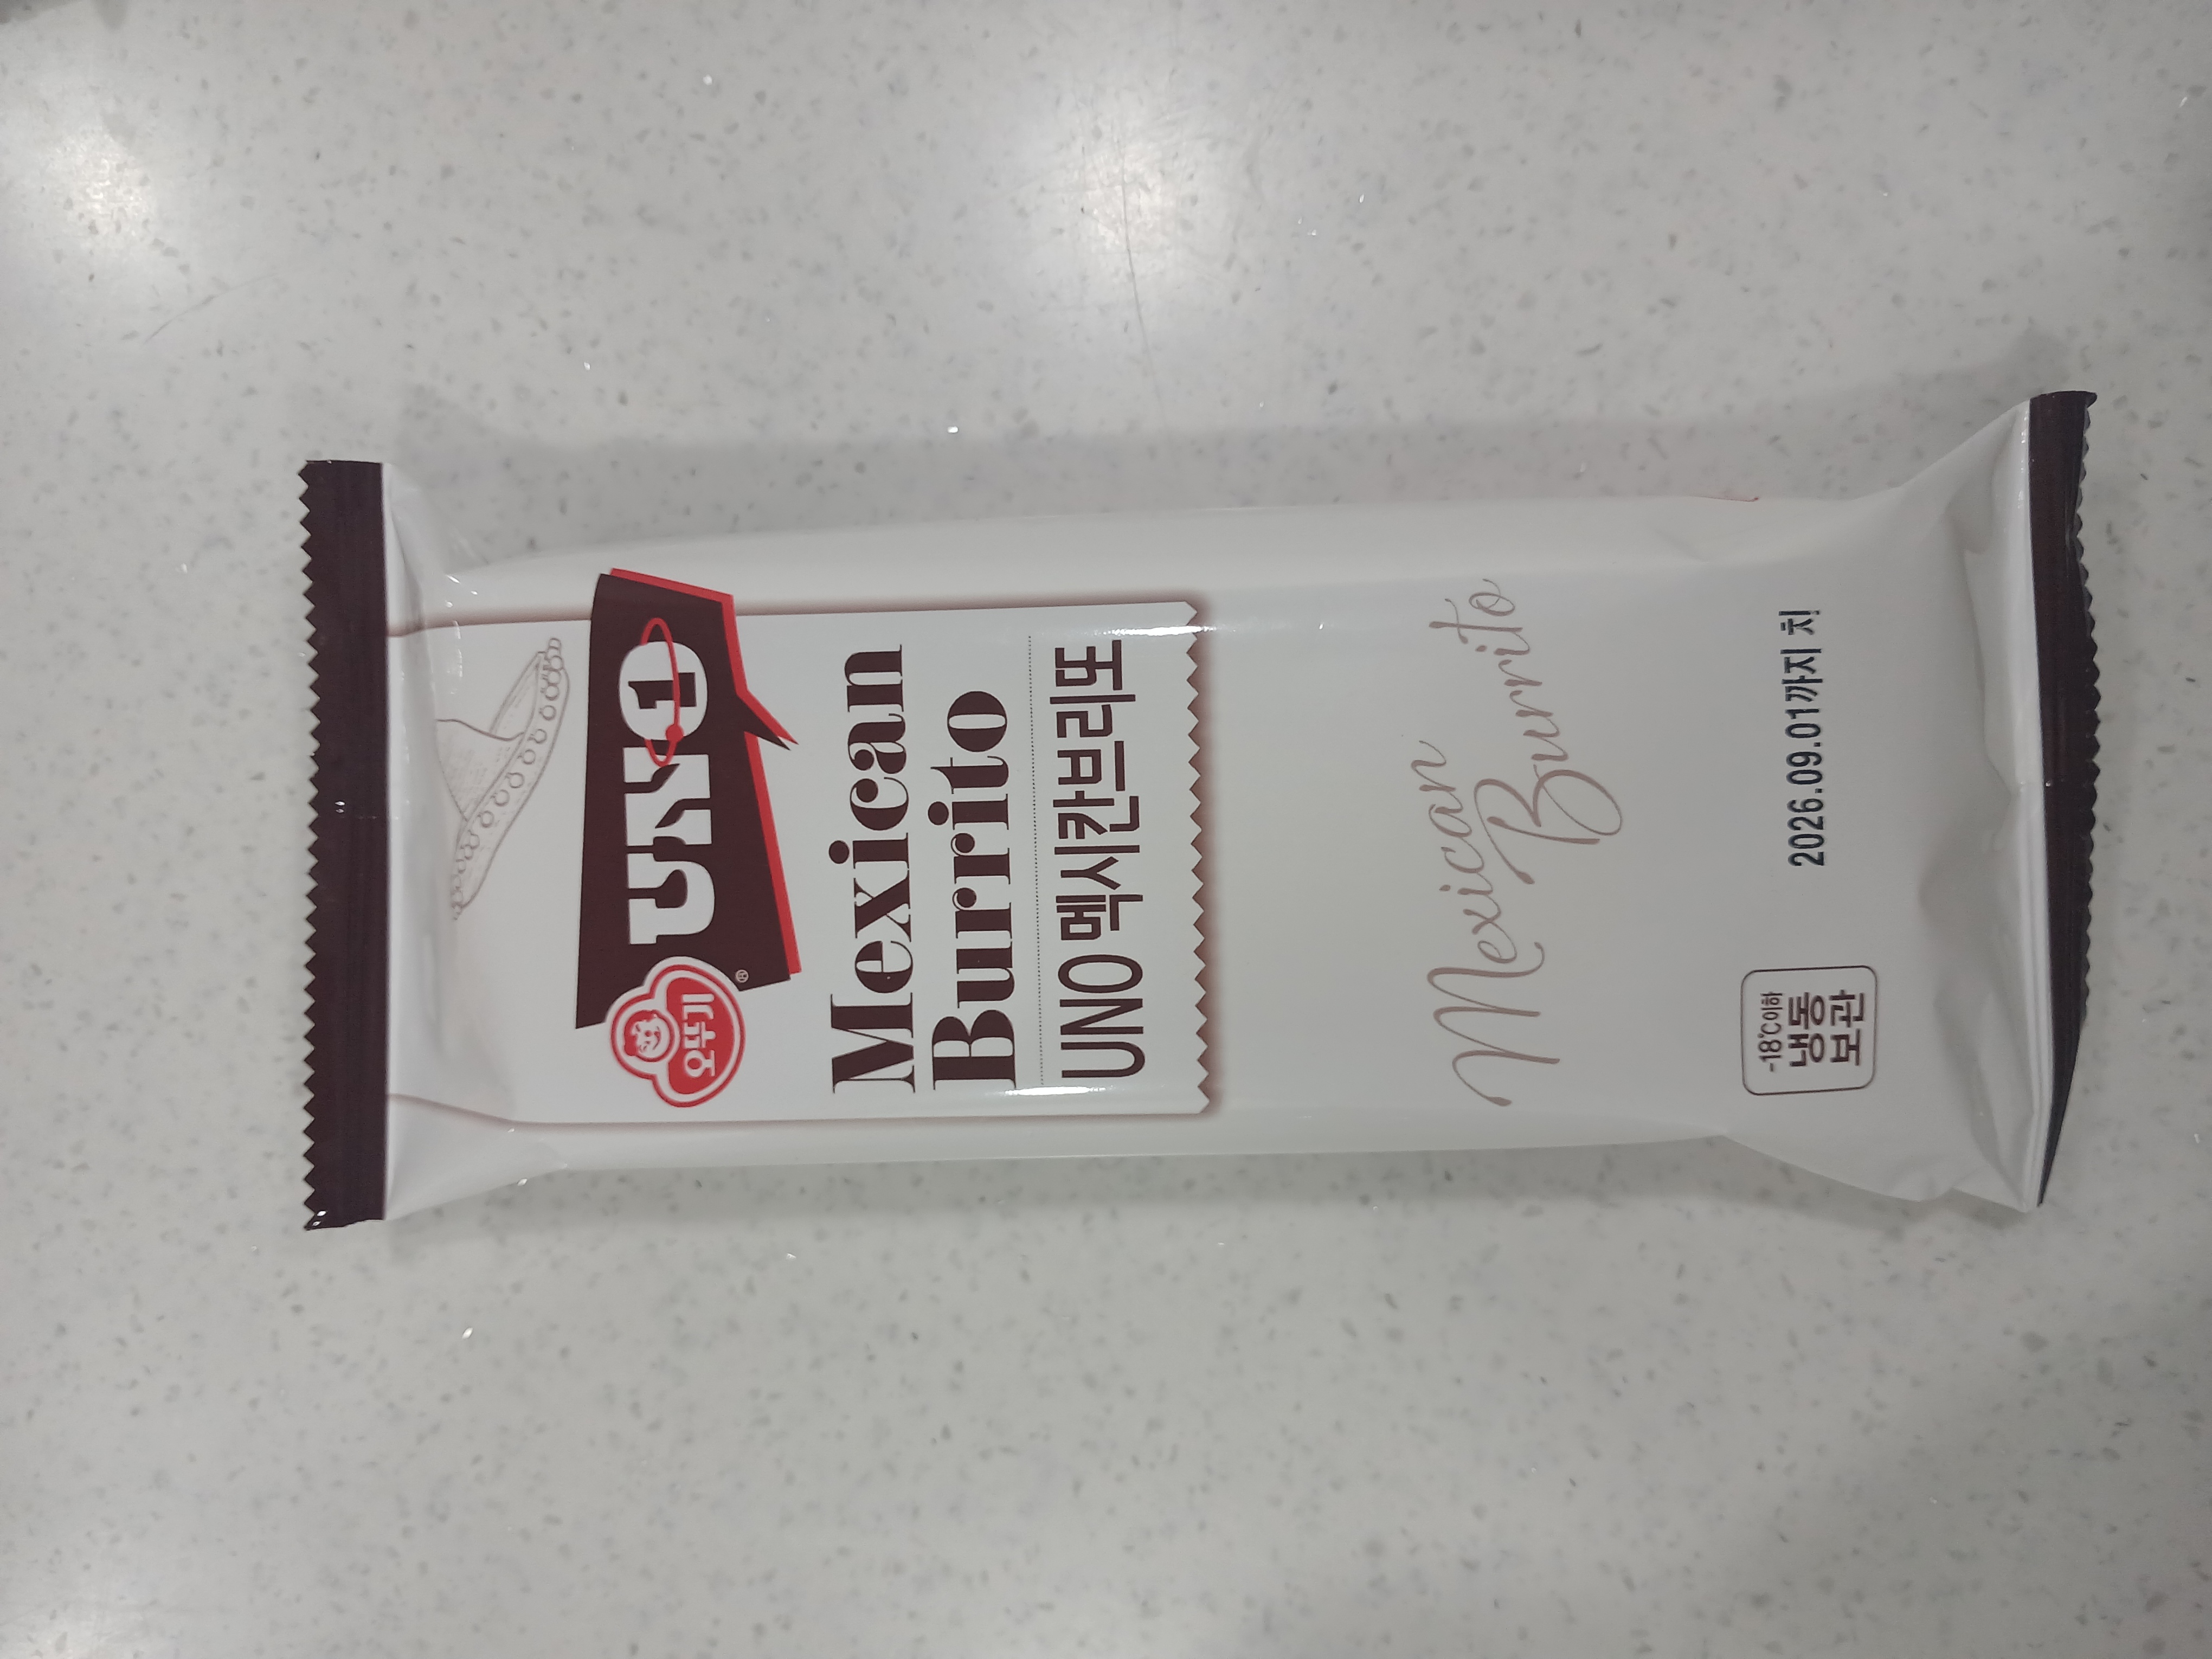 UNO
오뚜기
®
Mexican
Burrito
UNO 멕시칸브리또
Mexican
Burrito
-18℃이하
냉동
보관
2026.09.01까지 치!